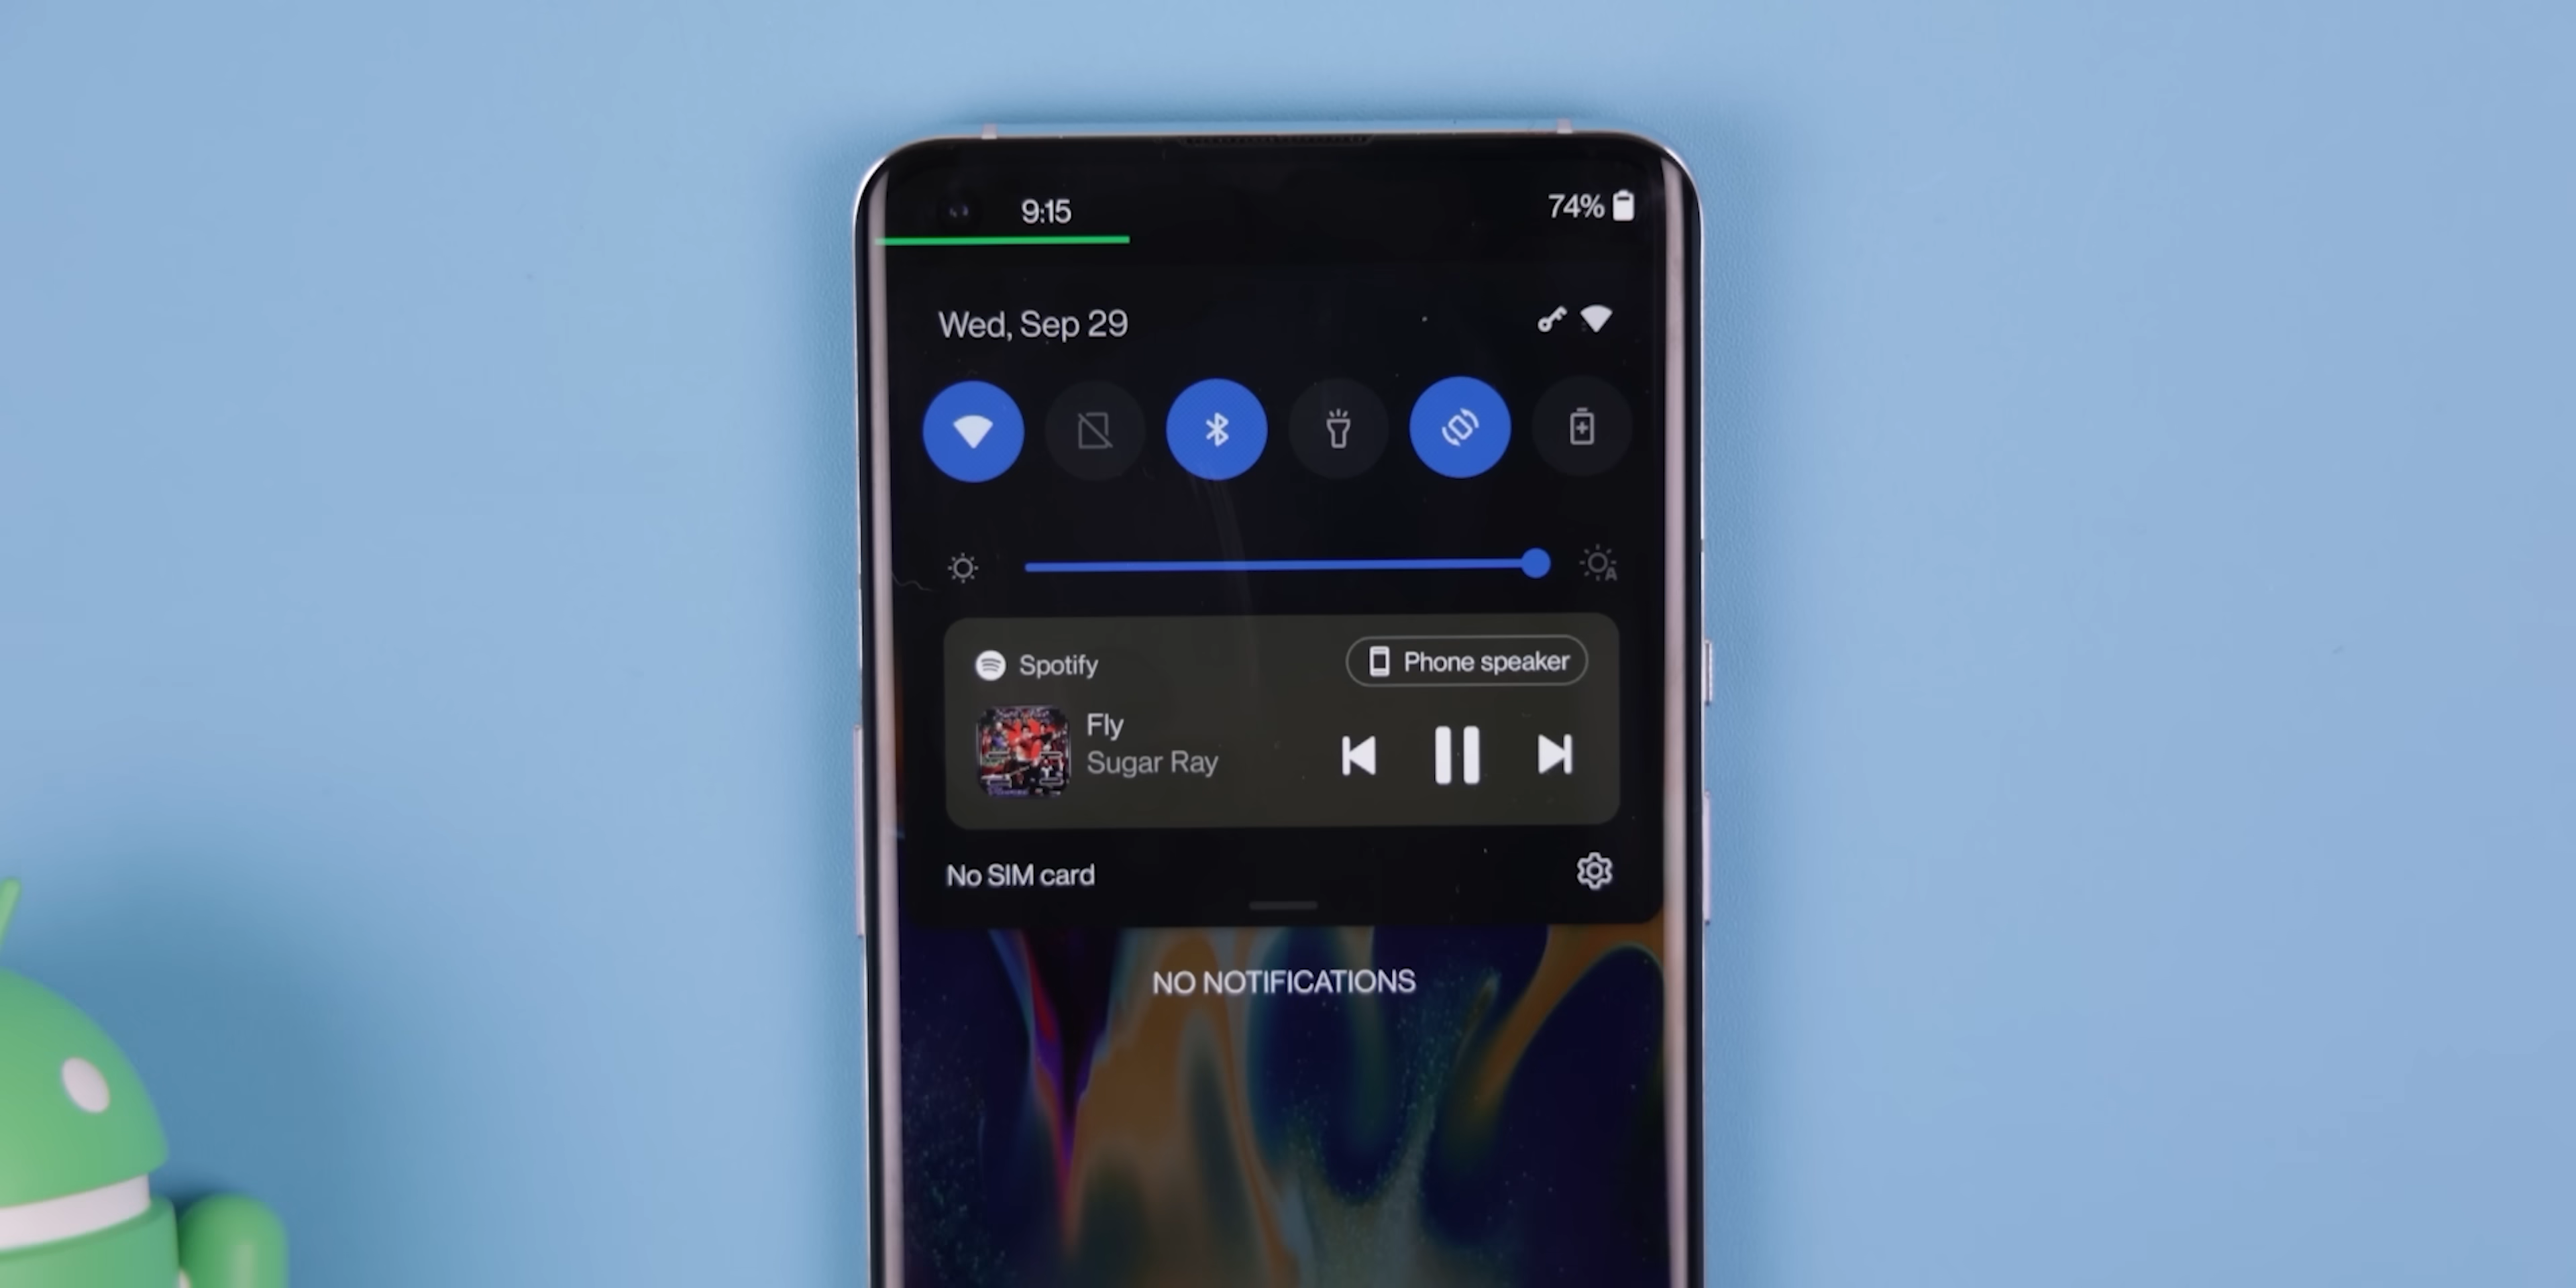 9:15 74%
Wed, Sep 29
Spotify Phone speaker
Fly
Sugar Ray
No SIM card
NO NOTIFICATIONS